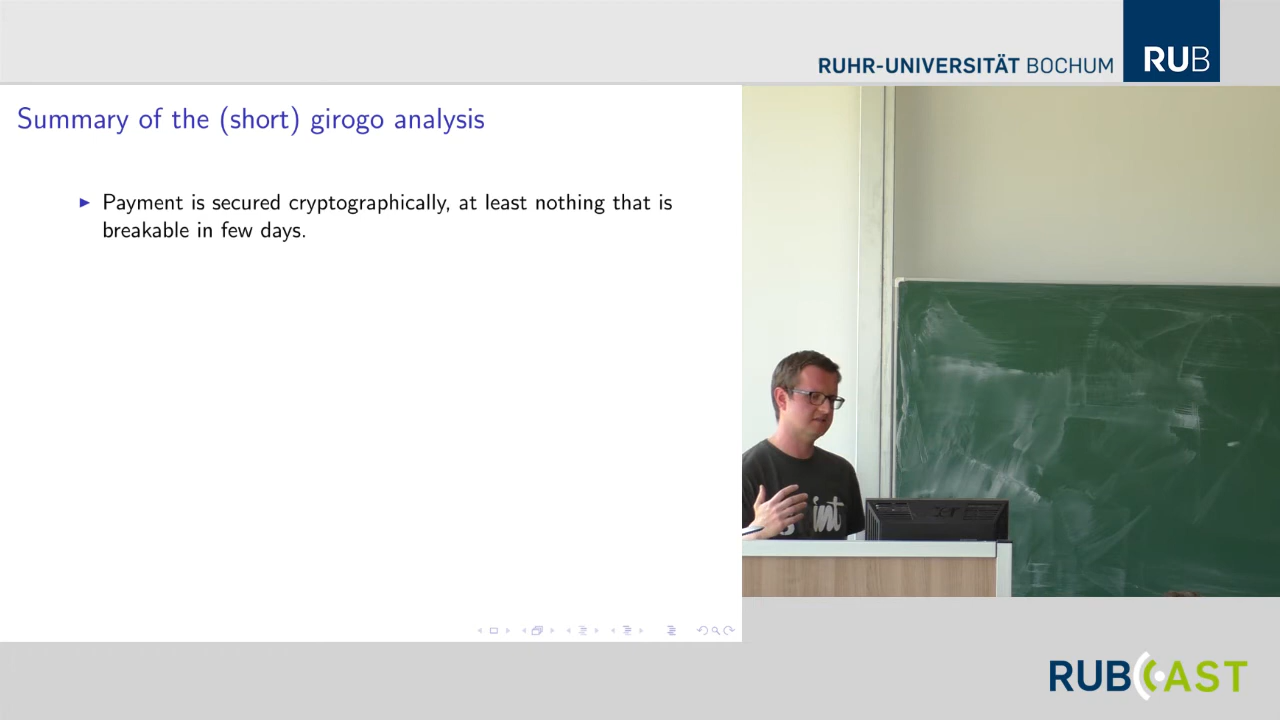 RUHR-UNIVERSITÄT BOCHUM
RUB
Summary of the (short) girogo analysis
Payment is secured cryptographically, at least nothing that is
breakable in few days.
int
RUBCAST